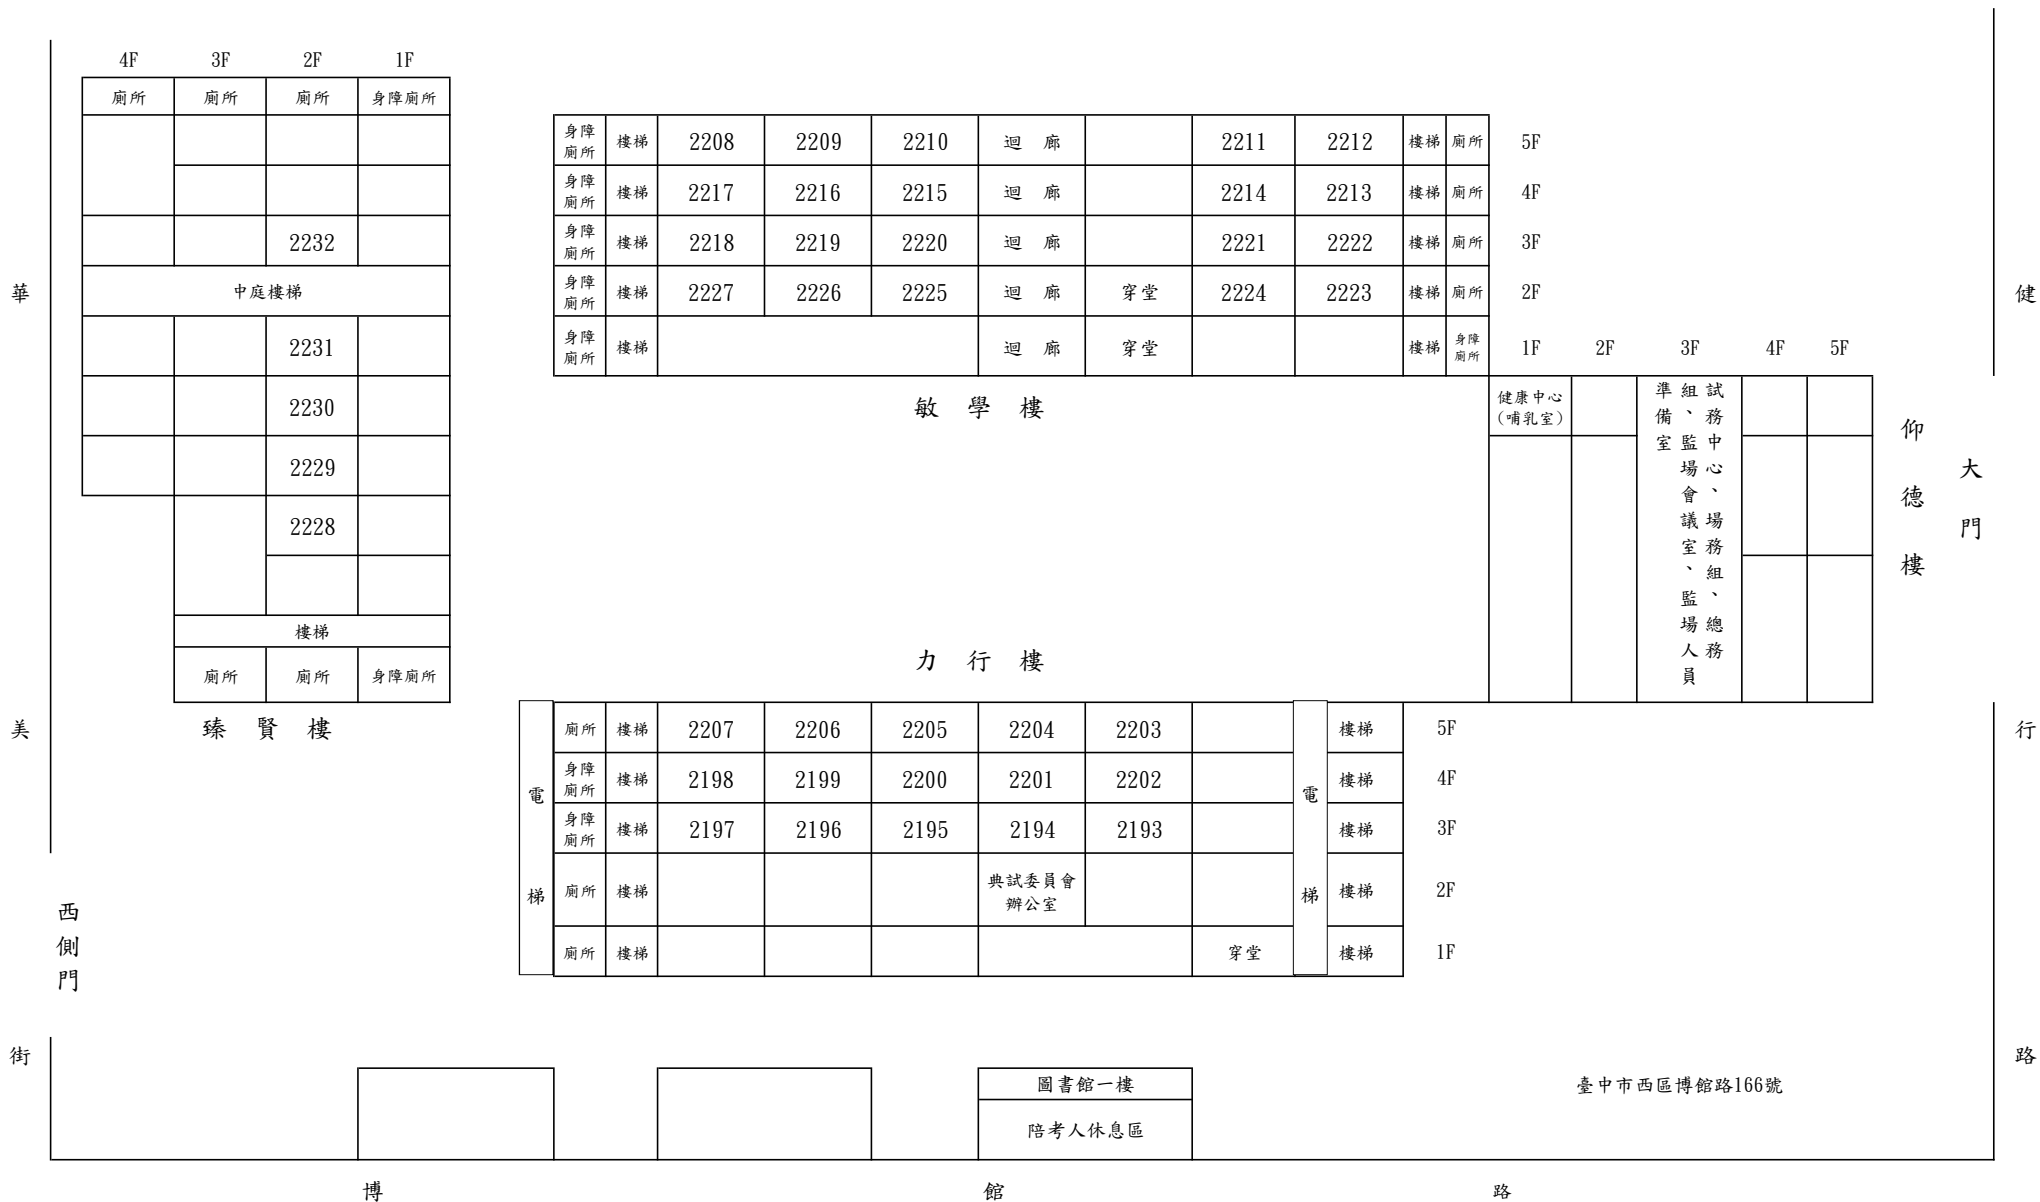 4F 3F 2F 1F
廁所 廁所 廁所 身障廁所
2232
中庭樓梯
2231
2230
2229
2228
樓梯
廁所 廁所 身障廁所
臻 賢 樓
身障廁所 樓梯 2208 2209 2210 迴 廊 2211 2212 樓梯 廁所 5F
身障廁所 樓梯 2217 2216 2215 迴 廊 2214 2213 樓梯 廁所 4F
身障廁所 樓梯 2218 2219 2220 迴 廊 2221 2222 樓梯 廁所 3F
身障廁所 樓梯 2227 2226 2225 迴 廊 穿堂 2224 2223 樓梯 廁所 2F
身障廁所 樓梯 迴 廊 穿堂 樓梯 身障廁所 1F 2F 3F 4F 5F
敏 學 樓
健康中心
(哺乳室)
試務中心、場務組、總務
組、監場會議室、監場人員
準備室
仰德樓
大門
力 行 樓
電梯
廁所 樓梯 2207 2206 2205 2204 2203 樓梯 5F
身障廁所 樓梯 2198 2199 2200 2201 2202 樓梯 4F
身障廁所 樓梯 2197 2196 2195 2194 2193 樓梯 3F
廁所 樓梯 典試委員會辦公室 樓梯 2F
廁所 樓梯 穿堂 樓梯 1F
電梯
西側門
華美街
健行路
圖書館一樓
陪考人休息區
臺中市西區博館路166號
博 館 路